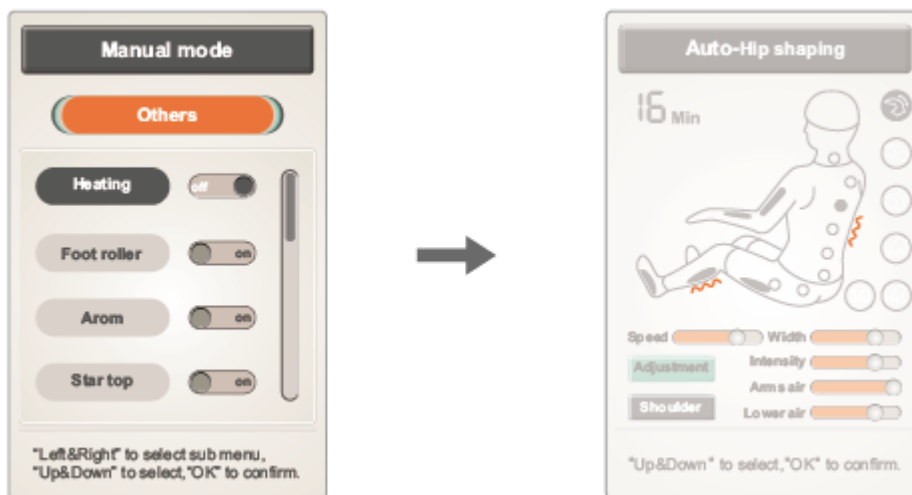 Manual mode
Others
Heating
off
Foot roller
on
Arom
on
Star top
on
"Left&Right" to select sub menu,
"Up&Down" to select,"OK" to confirm.
Auto-Hip shaping
16 Min
Speed
Width
Adjustment
Intensity
Arms air
Shoulder
Lower air
"Up&Down" to select,"OK" to confirm.